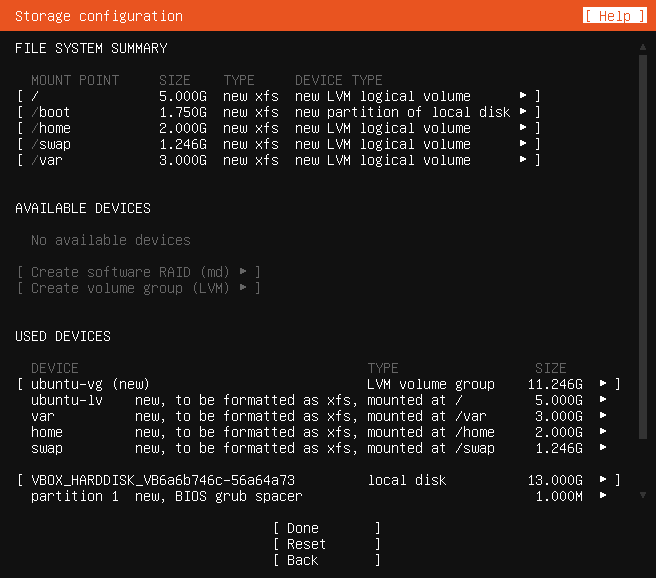 Storage configuration [ Help ]
FILE SYSTEM SUMMARY
MOUNT POINT SIZE TYPE DEVICE TYPE
[ / 5.000G new xfs new LVM logical volume ▸ ]
[ /boot 1.750G new xfs new partition of local disk ▸ ]
[ /home 2.000G new xfs new LVM logical volume ▸ ]
[ /swap 1.246G new xfs new LVM logical volume ▸ ]
[ /var 3.000G new xfs new LVM logical volume ▸ ]
AVAILABLE DEVICES
No available devices
[ Create software RAID (md) ▸ ]
[ Create volume group (LVM) ▸ ]
USED DEVICES
DEVICE TYPE SIZE
[ ubuntu-vg (new) LVM volume group 11.246G ▸ ]
ubuntu-lv new, to be formatted as xfs, mounted at / 5.000G ▸
var new, to be formatted as xfs, mounted at /var 3.000G ▸
home new, to be formatted as xfs, mounted at /home 2.000G ▸
swap new, to be formatted as xfs, mounted at /swap 1.246G ▸
[ VBOX_HARDDISK_VB6a6b746c-56a64a73 local disk 13.000G ▸ ]
partition 1 new, BIOS grub spacer 1.000M ▸
[ Done ]
[ Reset ]
[ Back ]